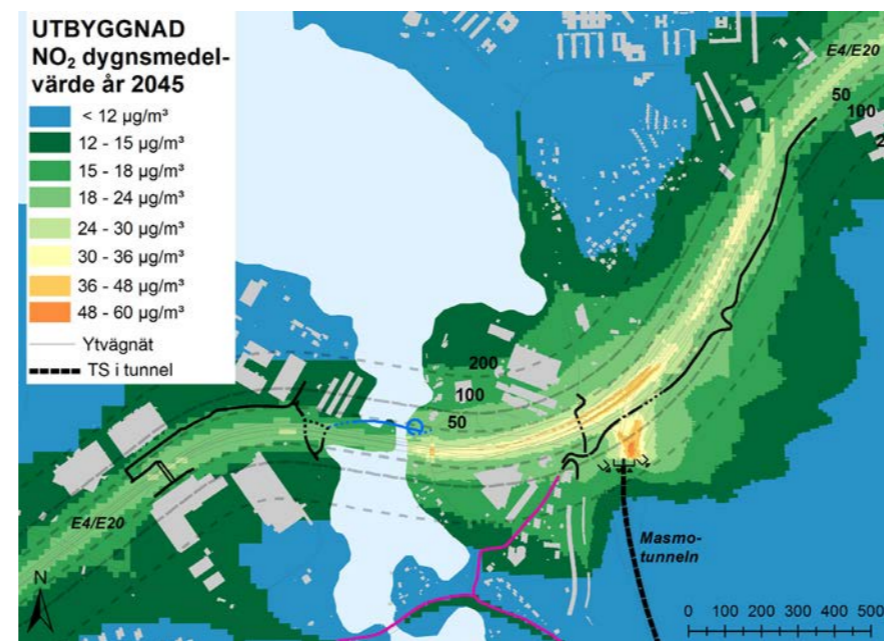 UTBYGGNAD
NO₂ dygnsmedel-
värde år 2045
< 12 µg/m³
12 - 15 µg/m³
15 - 18 µg/m³
18 - 24 µg/m³
24 - 30 µg/m³
30 - 36 µg/m³
36 - 48 µg/m³
48 - 60 µg/m³
Ytvägnät
TS i tunnel
E4/E20
50
100
2
200
100
50
E4/E20
Masmo-
tunneln
N
0 100 200 300 400 500